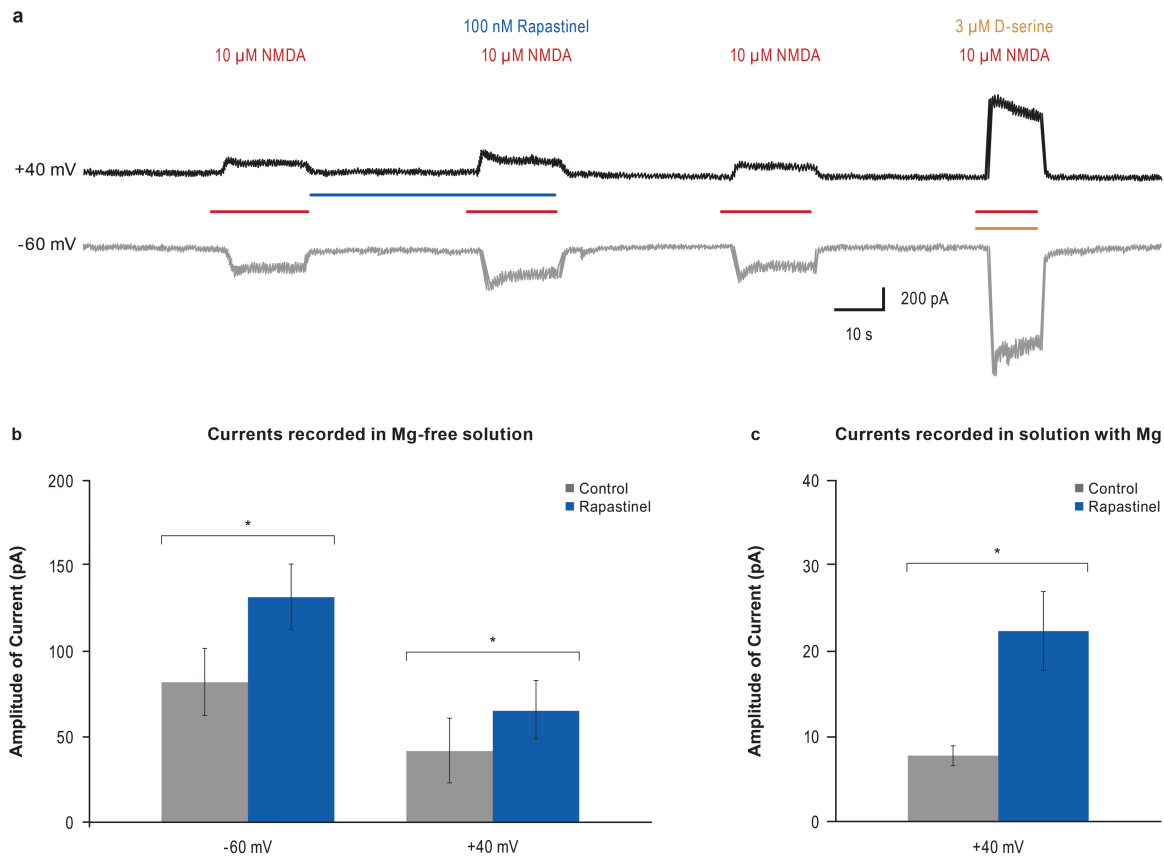 a
100 nM Rapastinel
3 µM D-serine
10 µM NMDA
10 µM NMDA
10 µM NMDA
10 µM NMDA
+40 mV
-60 mV
200 pA
10 s
b
Currents recorded in Mg-free solution
Amplitude of Current (pA)
200
150
100
50
0
Control
Rapastinel
*
*
-60 mV
+40 mV
c
Currents recorded in solution with Mg
Amplitude of Current (pA)
40
30
20
10
0
Control
Rapastinel
*
+40 mV